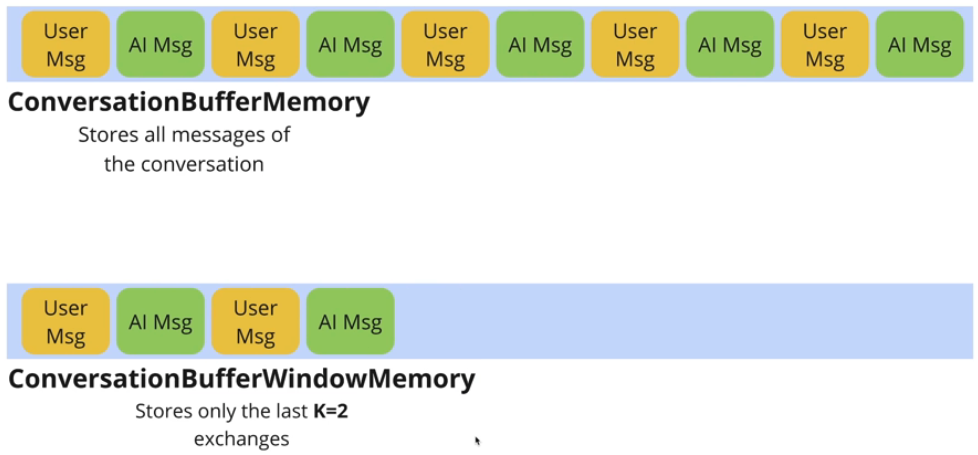 User AI Msg User AI Msg User AI Msg User AI Msg User AI Msg
Msg Msg Msg Msg Msg
ConversationBufferMemory
Stores all messages of
the conversation
User AI Msg User AI Msg
Msg Msg
ConversationBufferWindowMemory
Stores only the last K=2
exchanges